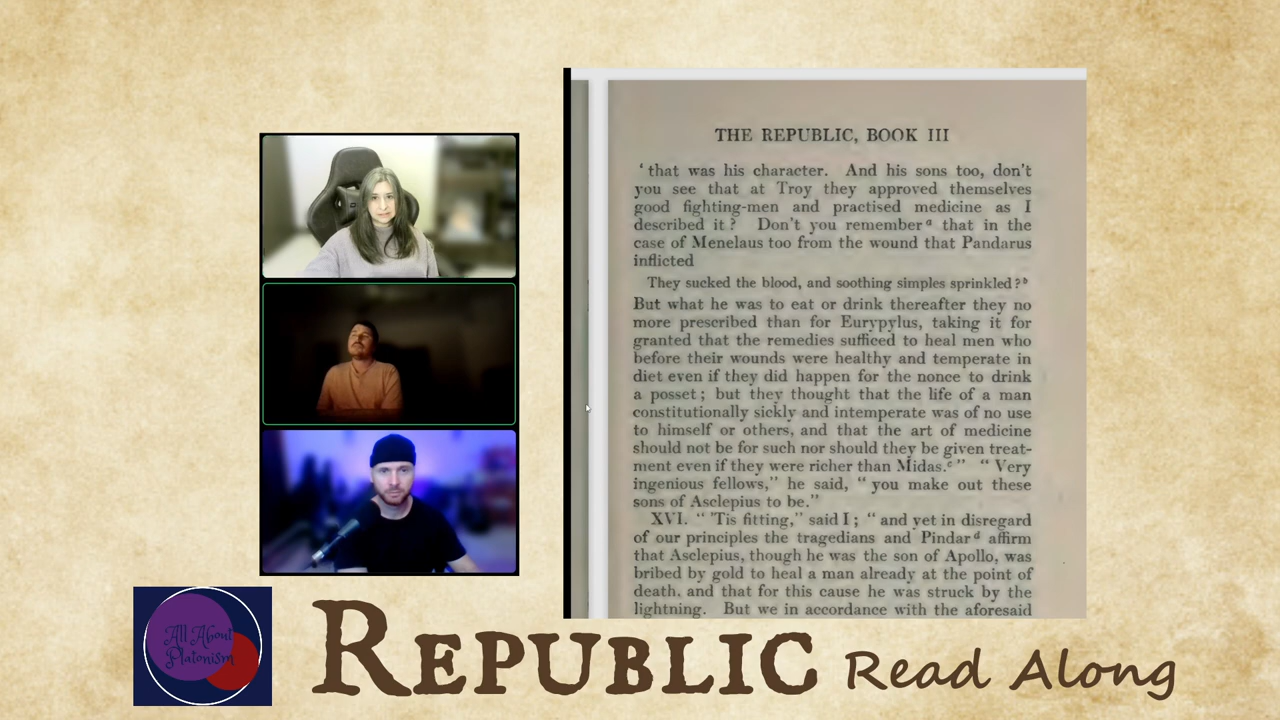 THE REPUBLIC, BOOK III
‘ that was his character. And his sons too, don't
you see that at Troy they approved themselves
good fighting-men and practised medicine as I
described it ? Don't you remember a that in the
case of Menelaus too from the wound that Pandarus
inflicted
They sucked the blood, and soothing simples sprinkled ? b
But what he was to eat or drink thereafter they no
more prescribed than for Eurypylus, taking it for
granted that the remedies sufficed to heal men who
before their wounds were healthy and temperate in
diet even if they did happen for the nonce to drink
a posset ; but they thought that the life of a man
constitutionally sickly and intemperate was of no use
to himself or others, and that the art of medicine
should not be for such nor should they be given treat-
ment even if they were richer than Midas. c ” “ Very
ingenious fellows,” he said, “ you make out these
sons of Asclepius to be.”
XVI. “ 'Tis fitting,” said I ; “ and yet in disregard
of our principles the tragedians and Pindar d affirm
that Asclepius, though he was the son of Apollo, was
bribed by gold to heal a man already at the point of
death, and that for this cause he was struck by the
lightning. But we in accordance with the aforesaid
All About
Platonism
REPUBLIC Read Along